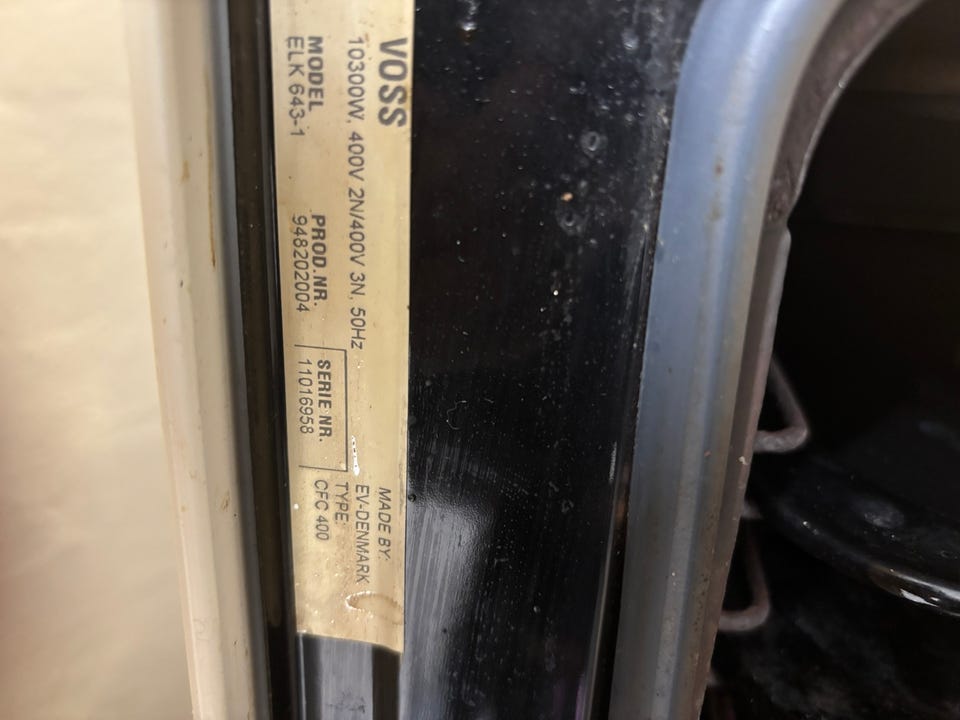 VOSS
10300W, 400V 2N/400V 3N, 50Hz
MODEL
ELK 643-1
PROD.NR.
948202004
SERIE NR.
11016958
MADE BY:
EV-DENMARK
TYPE:
CFC 400